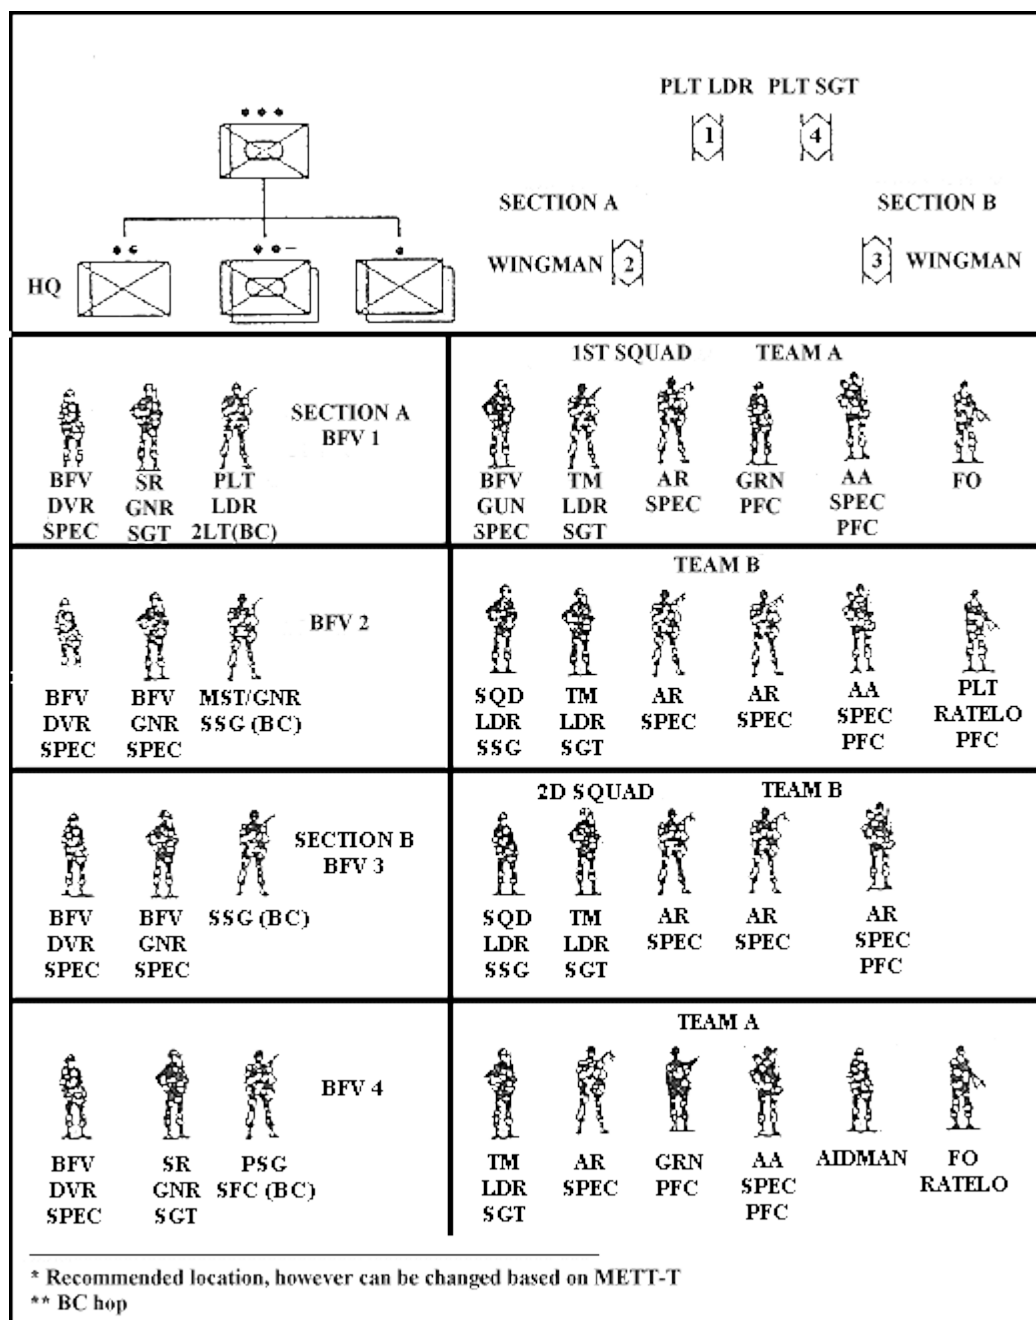 PLT LDR PLT SGT
1 4
SECTION A SECTION B
HQ WINGMAN 2 3 WINGMAN
1ST SQUAD TEAM A
SECTION A
BFV 1
BFV SR PLT BFV TM AR GRN AA FO
DVR GNR LDR GUN LDR SPEC PFC SPEC
SPEC SGT 2LT(BC) SPEC SGT PFC
TEAM B
BFV 2
BFV BFV MST/GNR SQD TM AR AR AA PLT
DVR GNR SSG (BC) LDR LDR SPEC SPEC SPEC RATELO
SPEC SPEC SSG SGT PFC PFC
2D SQUAD TEAM B
SECTION B
BFV 3
BFV BFV SSG (BC) SQD TM AR AR AR
DVR GNR LDR LDR SPEC SPEC SPEC
SPEC SPEC SSG SGT PFC
TEAM A
BFV 4
BFV SR PSG TM AR GRN AA AIDMAN FO
DVR GNR SFC (BC) LDR SPEC PFC SPEC RATELO
SPEC SGT SGT PFC
* Recommended location, however can be changed based on METT-T
** BC hop